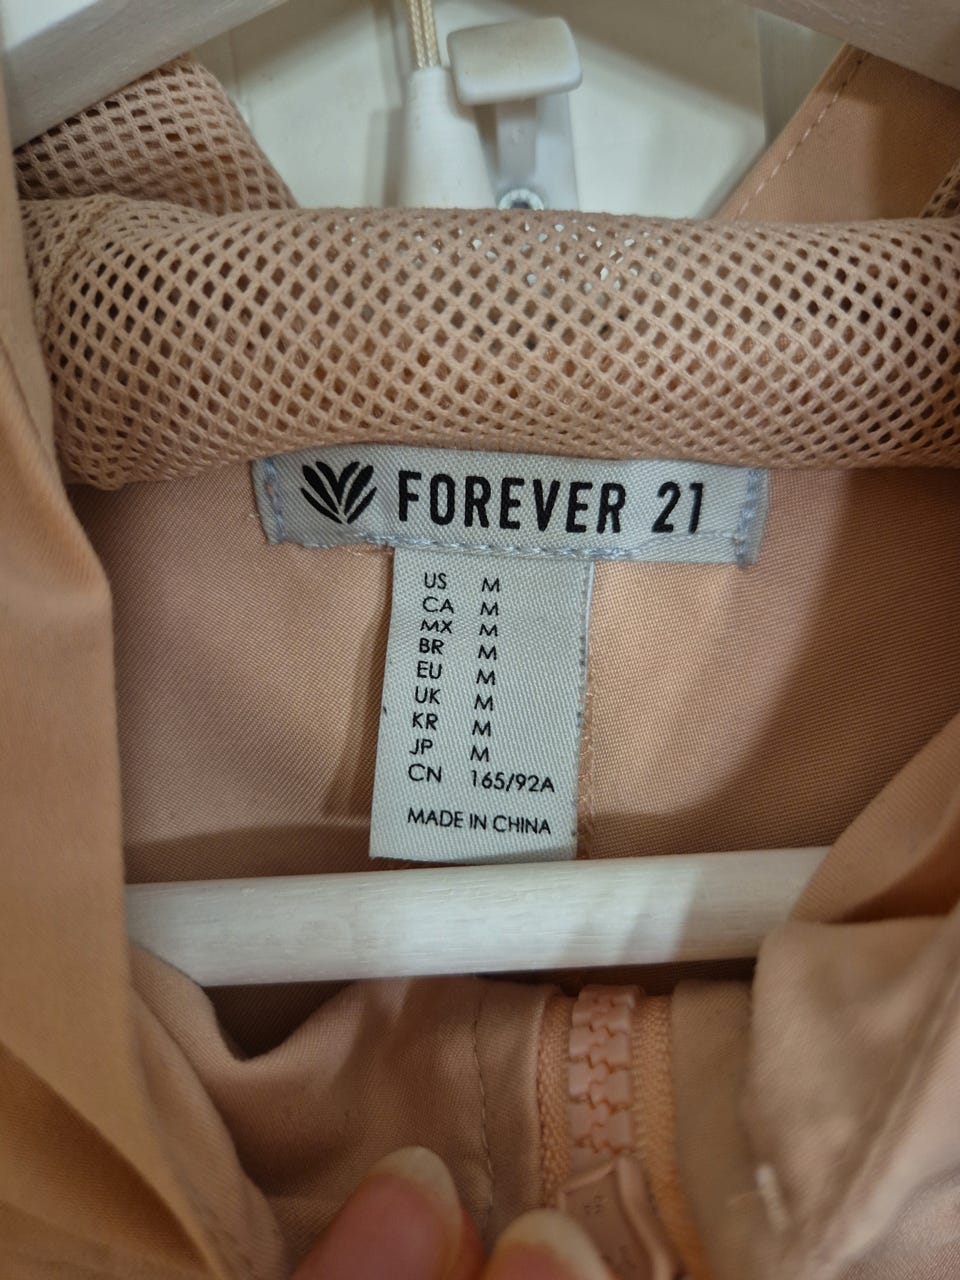 FOREVER 21
US M
CA M
MX M
BR M
EU M
UK M
KR M
JP M
CN 165/92A
MADE IN CHINA